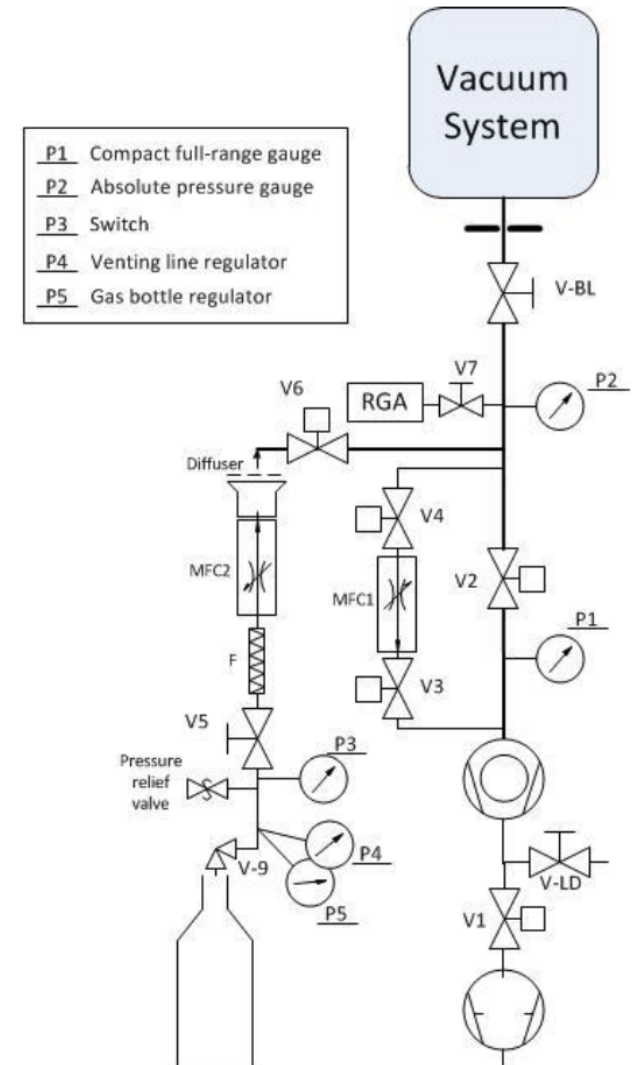 Vacuum
System
P1 Compact full-range gauge
P2 Absolute pressure gauge
P3 Switch
P4 Venting line regulator
P5 Gas bottle regulator
V-BL
V7
P2
V6
RGA
Diffuser
V4
MFC2
MFC1
V2
P1
F
V3
V5
P3
Pressure
relief
valve
P4
V-9
P5
V-LD
V1